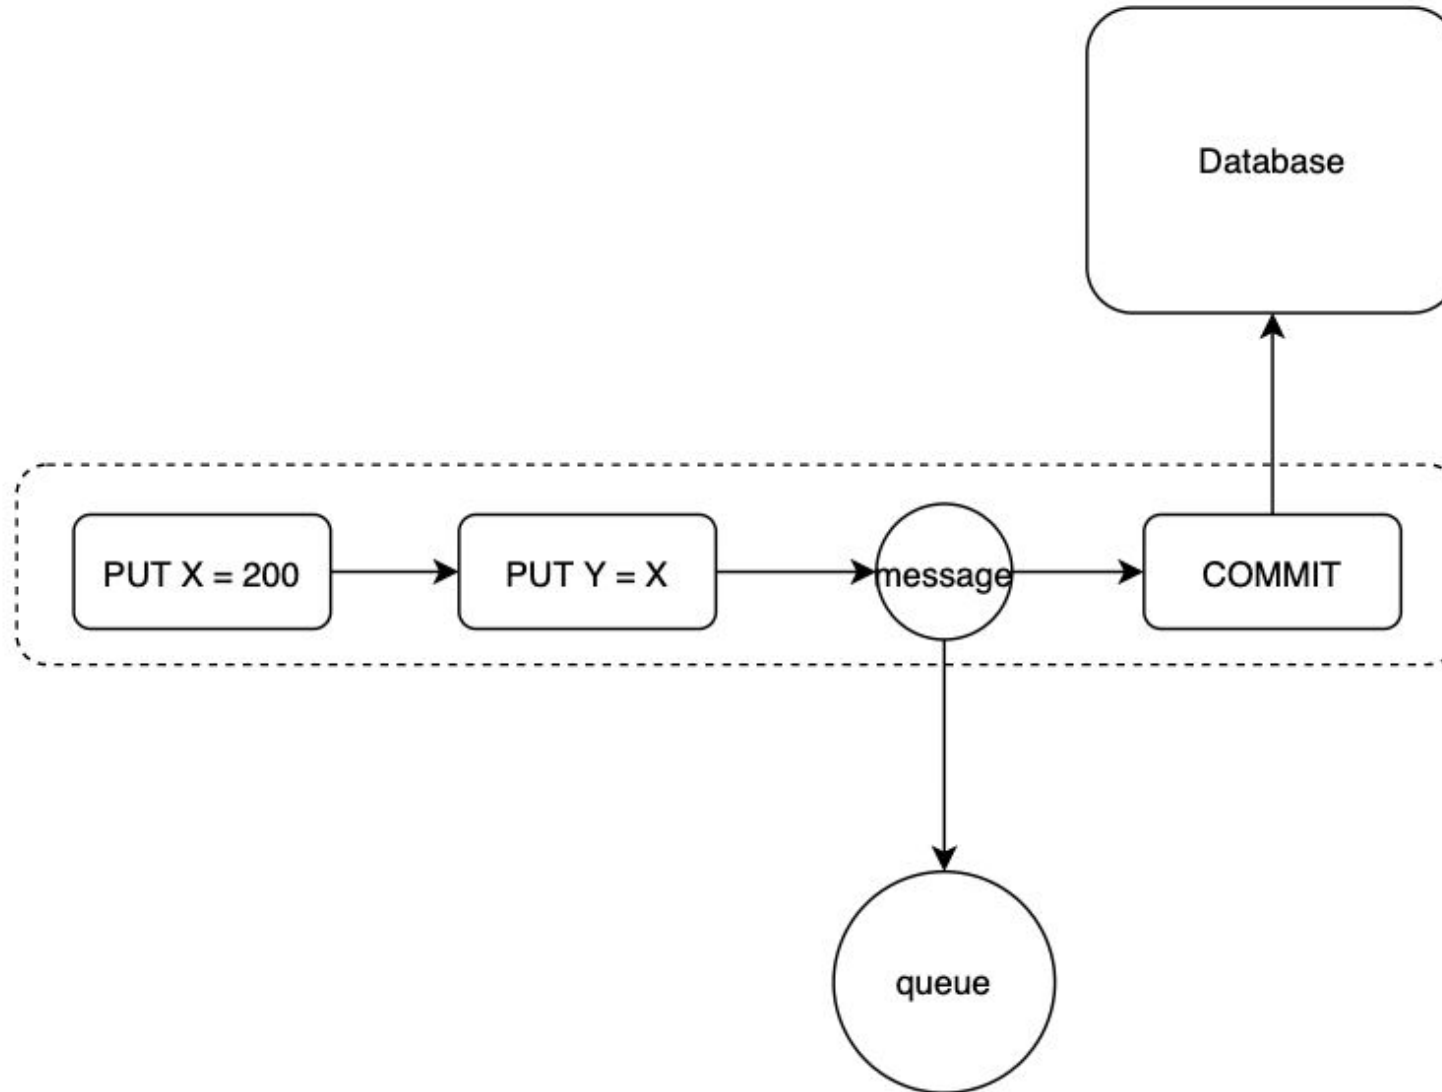 Database
PUT X = 200
PUT Y = X
message
COMMIT
queue